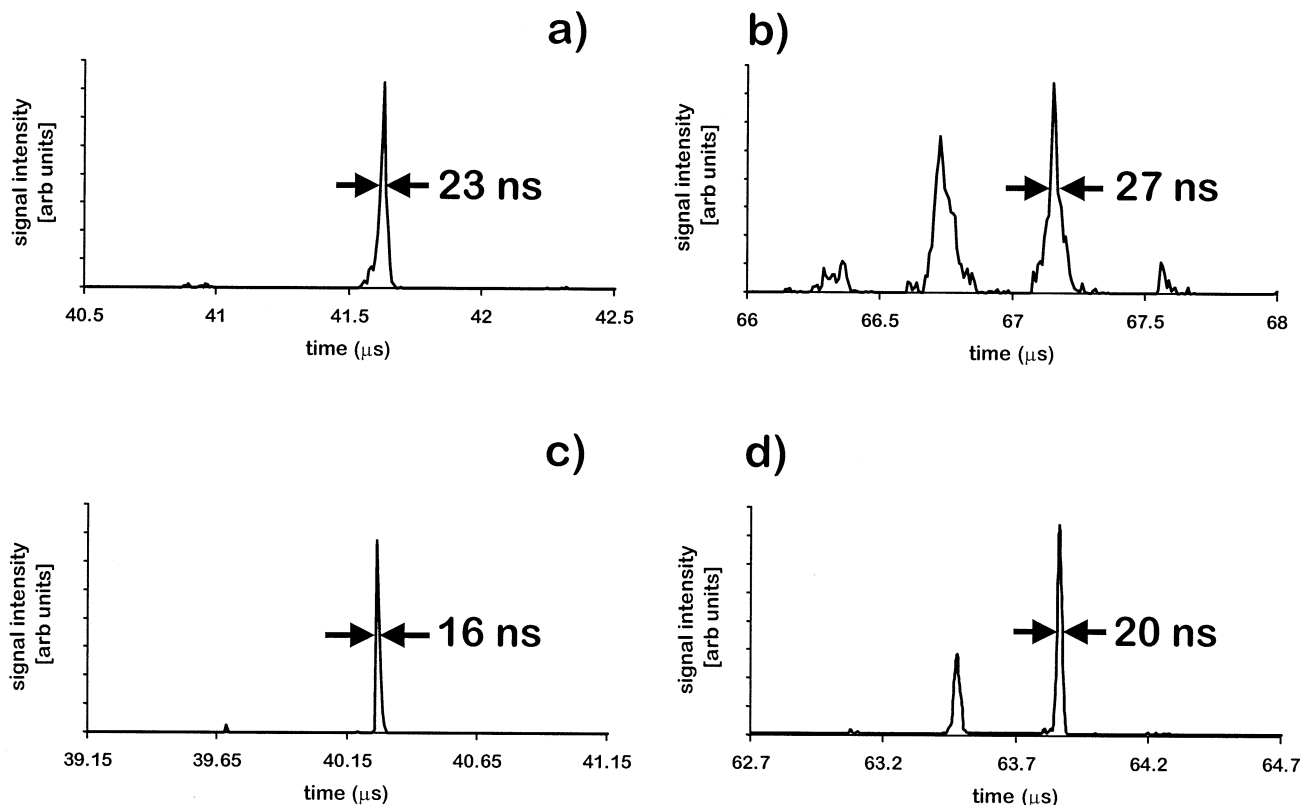 a)
signal intensity
[arb units]
23 ns
40.5 41 41.5 42 42.5
time (μs)
b)
signal intensity
[arb units]
27 ns
66 66.5 67 67.5 68
time (μs)
c)
signal intensity
[arb units]
16 ns
39.15 39.65 40.15 40.65 41.15
time (μs)
d)
signal intensity
[arb units]
20 ns
62.7 63.2 63.7 64.2 64.7
time (μs)